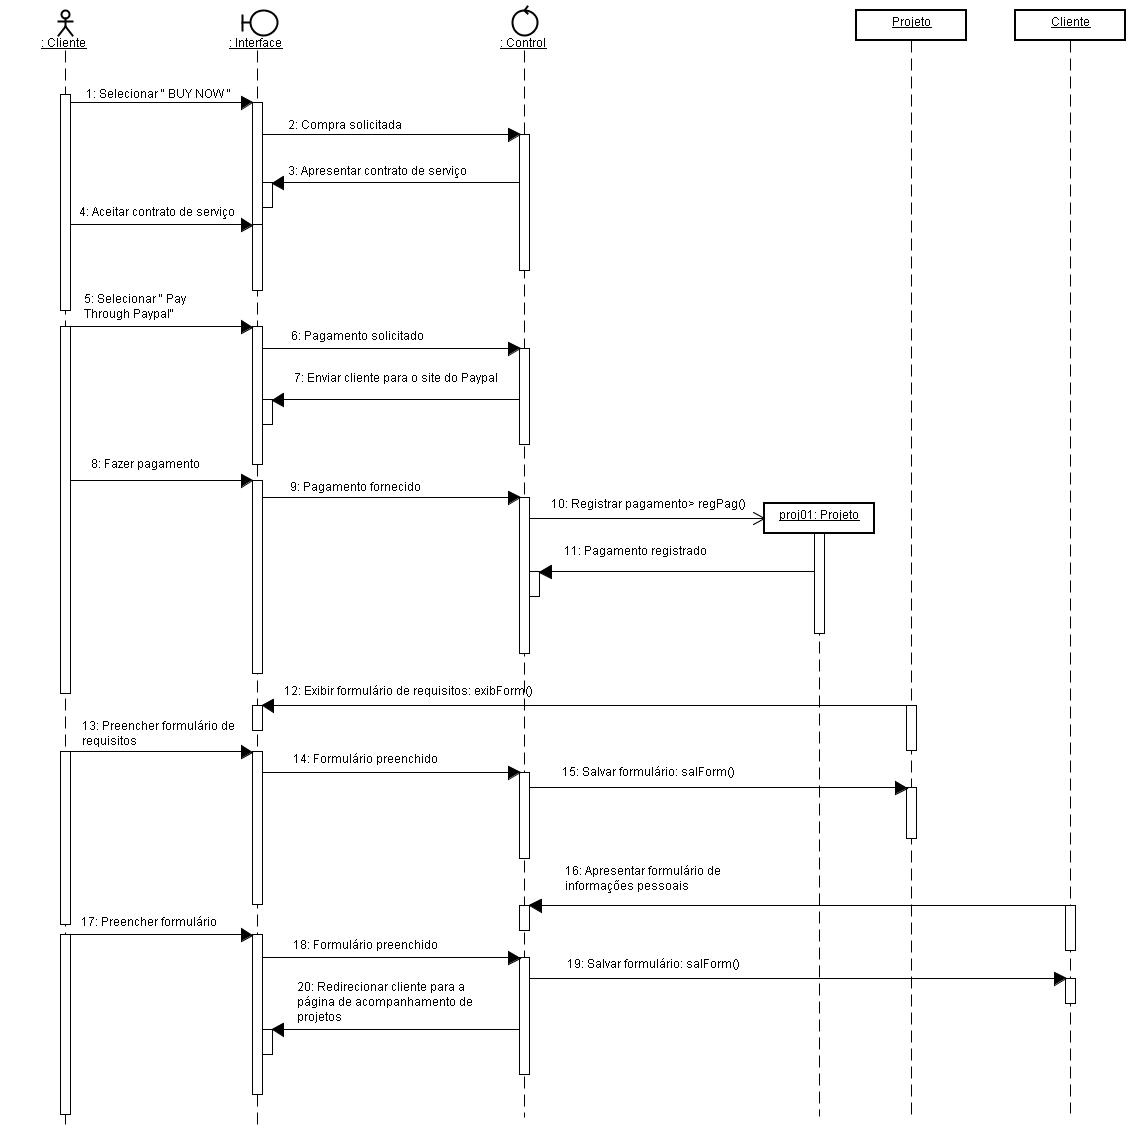 : Cliente
: Interface
: Control
Projeto
Cliente
1: Selecionar " BUY NOW "
2: Compra solicitada
3: Apresentar contrato de serviço
4: Aceitar contrato de serviço
5: Selecionar " Pay
Through Paypal"
6: Pagamento solicitado
7: Enviar cliente para o site do Paypal
8: Fazer pagamento
9: Pagamento fornecido
10: Registrar pagamento> regPag()
proj01: Projeto
11: Pagamento registrado
12: Exibir formulário de requisitos: exibForm()
13: Preencher formulário de
requisitos
14: Formulário preenchido
15: Salvar formulário: salForm()
16: Apresentar formulário de
informações pessoais
17: Preencher formulário
18: Formulário preenchido
19: Salvar formulário: salForm()
20: Redirecionar cliente para a
página de acompanhamento de
projetos